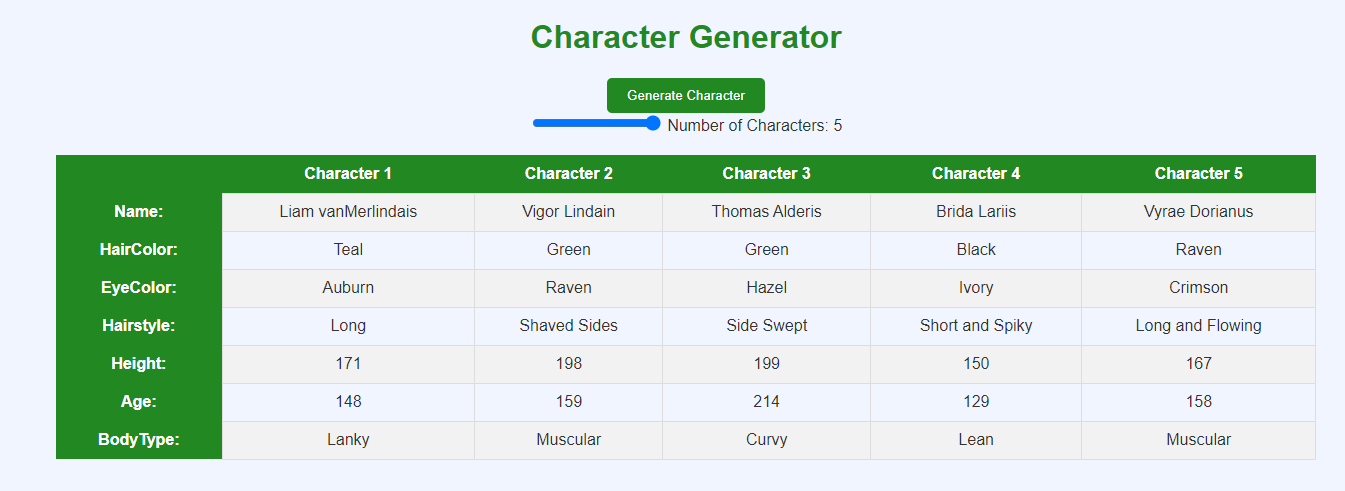 Character Generator
Generate Character
Number of Characters: 5
Character 1 Character 2 Character 3 Character 4 Character 5
Name: Liam vanMerlindais Vigor Lindain Thomas Alderis Brida Lariis Vyrae Dorianus
HairColor: Teal Green Green Black Raven
EyeColor: Auburn Raven Hazel Ivory Crimson
Hairstyle: Long Shaved Sides Side Swept Short and Spiky Long and Flowing
Height: 171 198 199 150 167
Age: 148 159 214 129 158
BodyType: Lanky Muscular Curvy Lean Muscular